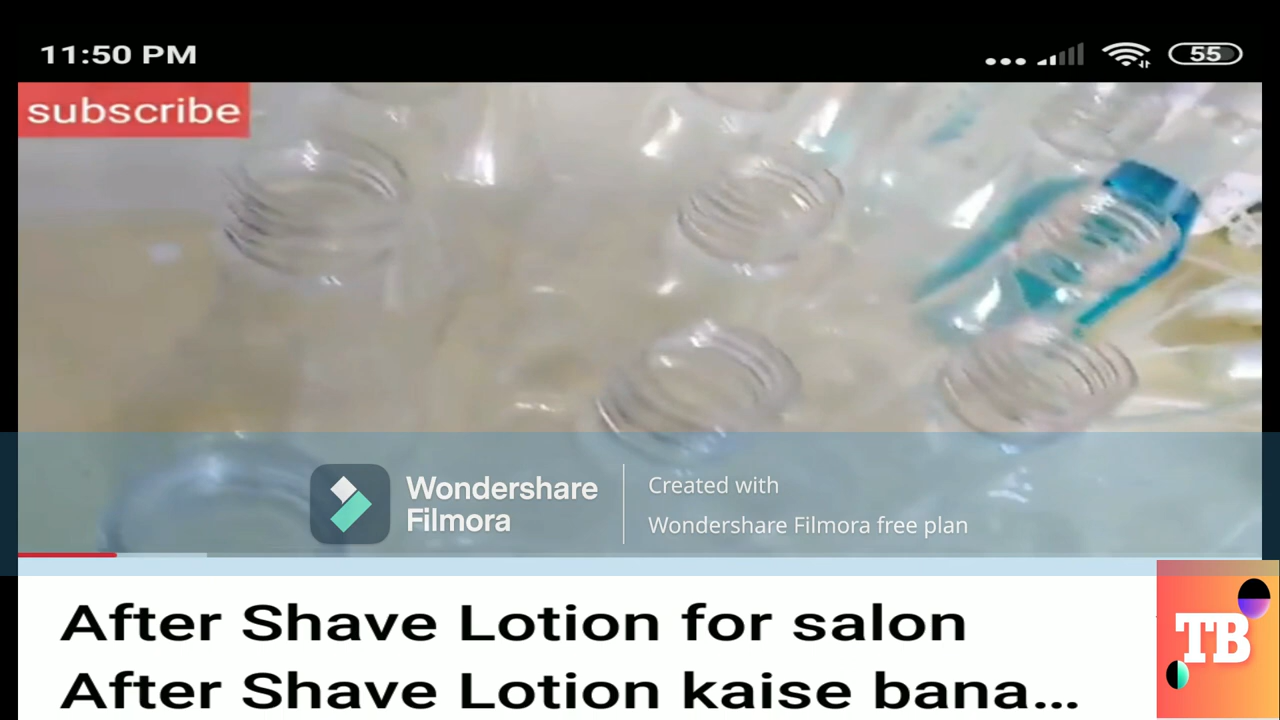 11:50 PM
55
subscribe
Wondershare
Filmora
Created with
Wondershare Filmora free plan
After Shave Lotion for salon
After Shave Lotion kaise bana...
TB